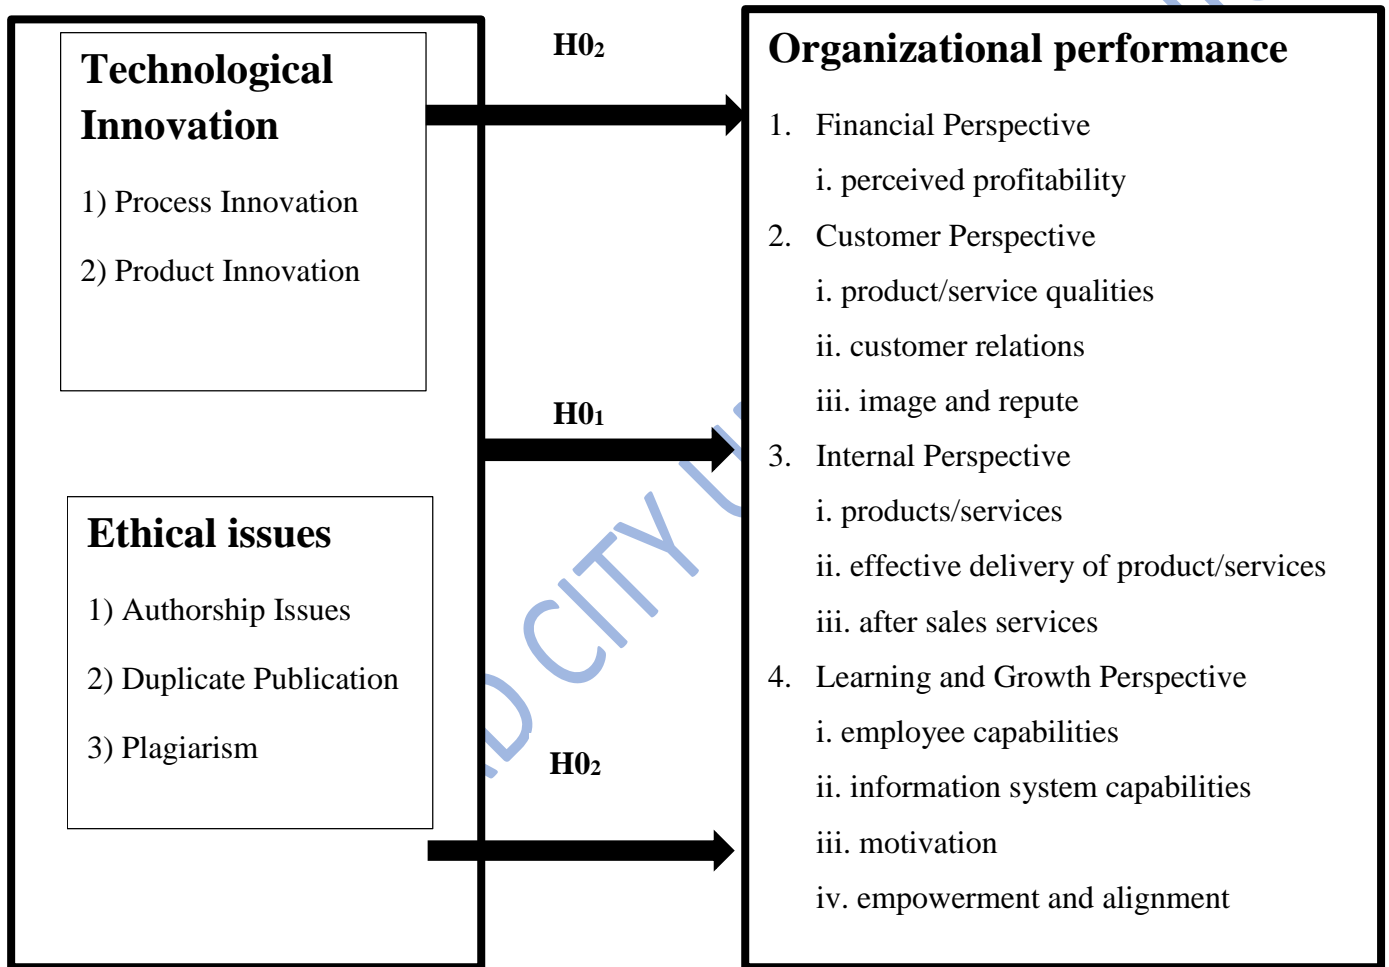 Technological
Innovation
1) Process Innovation
2) Product Innovation
Ethical issues
1) Authorship Issues
2) Duplicate Publication
3) Plagiarism
H0₂
H0₁
H0₂
Organizational performance
1. Financial Perspective
i. perceived profitability
2. Customer Perspective
i. product/service qualities
ii. customer relations
iii. image and repute
3. Internal Perspective
i. products/services
ii. effective delivery of product/services
iii. after sales services
4. Learning and Growth Perspective
i. employee capabilities
ii. information system capabilities
iii. motivation
iv. empowerment and alignment
CITY